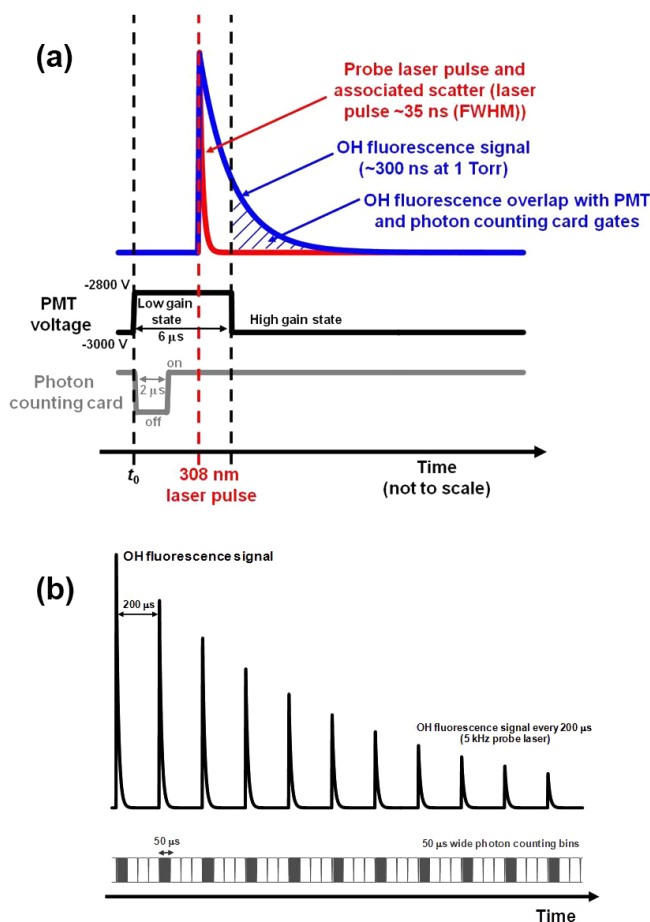 (a)
Probe laser pulse and
associated scatter (laser
pulse ~35 ns (FWHM))
OH fluorescence signal
(~300 ns at 1 Torr)
OH fluorescence overlap with PMT
and photon counting card gates
-2800 V
PMT
voltage
-3000 V
Low gain
state
6 μs
High gain state
Photon
counting card
on
2 μs
off
t0
308 nm
laser pulse
Time
(not to scale)
(b)
OH fluorescence signal
200 μs
OH fluorescence signal every 200 μs
(5 kHz probe laser)
50 μs
50 μs wide photon counting bins
Time